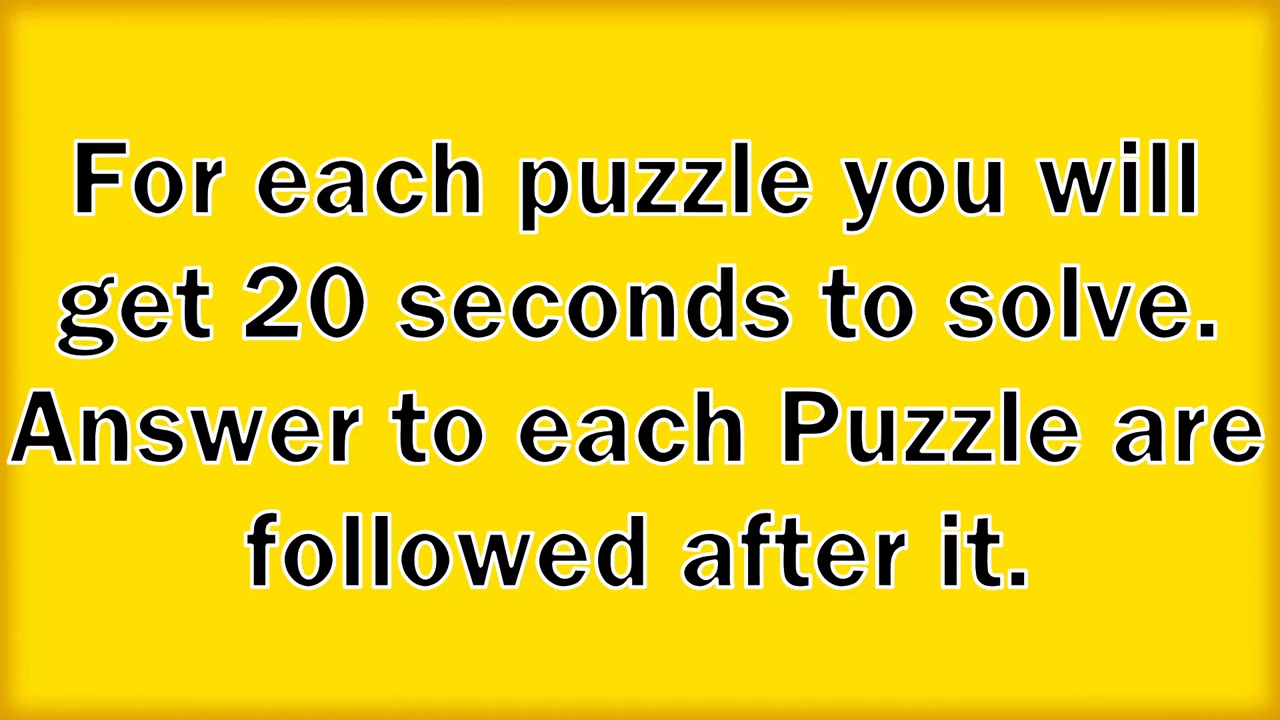 For each puzzle you will
get 20 seconds to solve.
Answer to each Puzzle are
followed after it.